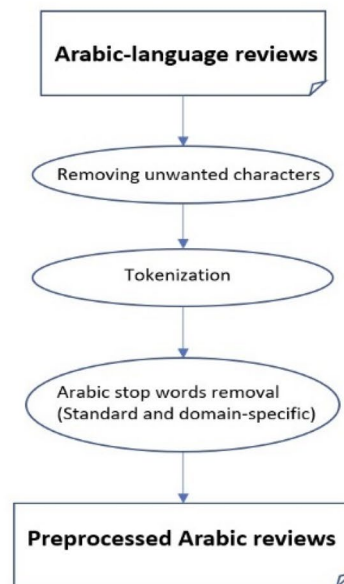 Arabic-language reviews
Removing unwanted characters
Tokenization
Arabic stop words removal
(Standard and domain-specific)
Preprocessed Arabic reviews